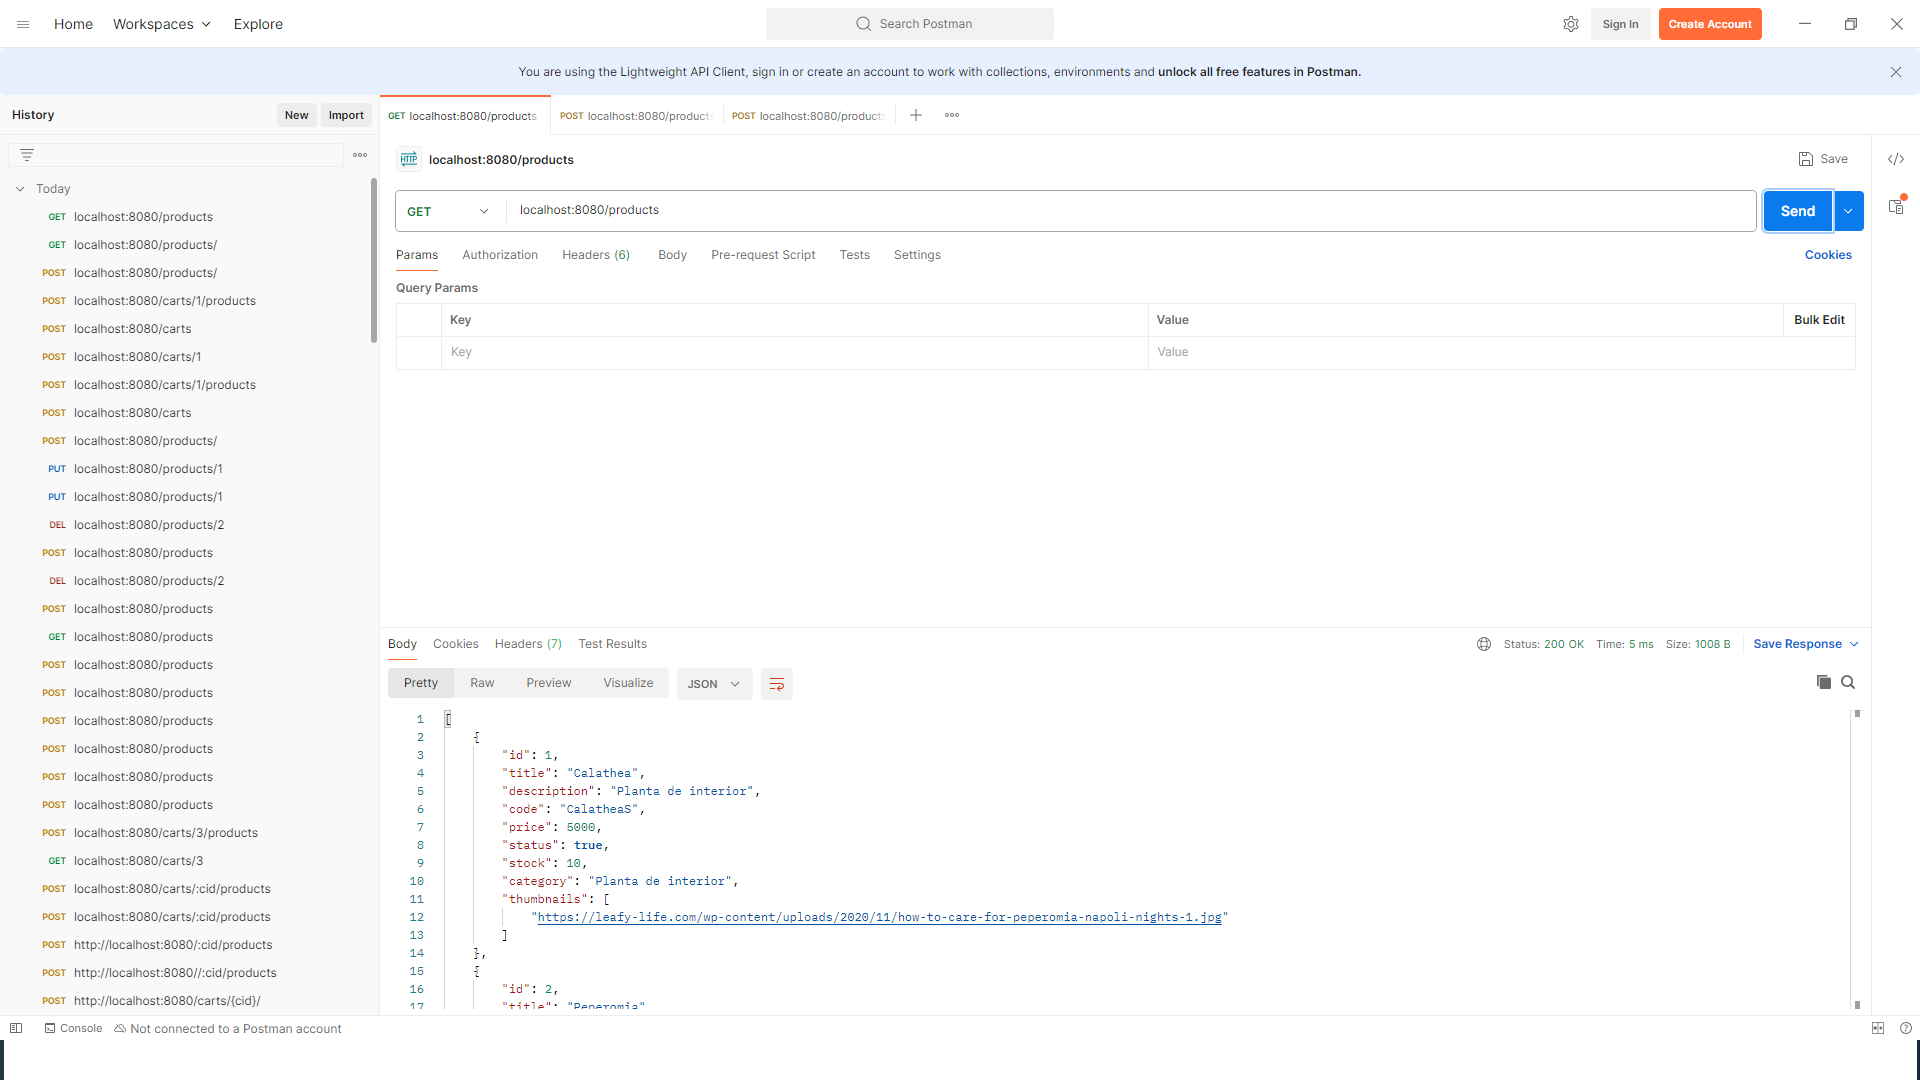 Home Workspaces Explore Search Postman Sign In Create Account
You are using the Lightweight API Client, sign in or create an account to work with collections, environments and unlock all free features in Postman.
History New Import
GET localhost:8080/products POST localhost:8080/products POST localhost:8080/products
HTTP localhost:8080/products Save
Today
GET localhost:8080/products
GET localhost:8080/products/
POST localhost:8080/products/
POST localhost:8080/carts/1/products
POST localhost:8080/carts
POST localhost:8080/carts/1
POST localhost:8080/carts/1/products
POST localhost:8080/carts
POST localhost:8080/products/
PUT localhost:8080/products/1
PUT localhost:8080/products/1
DEL localhost:8080/products/2
POST localhost:8080/products
DEL localhost:8080/products/2
POST localhost:8080/products
GET localhost:8080/products
POST localhost:8080/products
POST localhost:8080/products
POST localhost:8080/products
POST localhost:8080/products
POST localhost:8080/products
POST localhost:8080/products
POST localhost:8080/carts/3/products
GET localhost:8080/carts/3
POST localhost:8080/carts/:cid/products
POST localhost:8080/carts/:cid/products
POST http://localhost:8080/:cid/products
POST http://localhost:8080//:cid/products
POST http://localhost:8080/carts/{cid}/
GET localhost:8080/products Send
Params Authorization Headers (6) Body Pre-request Script Tests Settings Cookies
Query Params
Key Value Bulk Edit
Key Value
Body Cookies Headers (7) Test Results Status: 200 OK Time: 5 ms Size: 1008 B Save Response
Pretty Raw Preview Visualize JSON
1 [
2 {
3 "id": 1,
4 "title": "Calathea",
5 "description": "Planta de interior",
6 "code": "CalatheaS",
7 "price": 5000,
8 "status": true,
9 "stock": 10,
10 "category": "Planta de interior",
11 "thumbnails": [
12 "https://leafy-life.com/wp-content/uploads/2020/11/how-to-care-for-peperomia-napoli-nights-1.jpg"
13 ]
14 },
15 {
16 "id": 2,
17 "title": "Peperomia"
Console Not connected to a Postman account